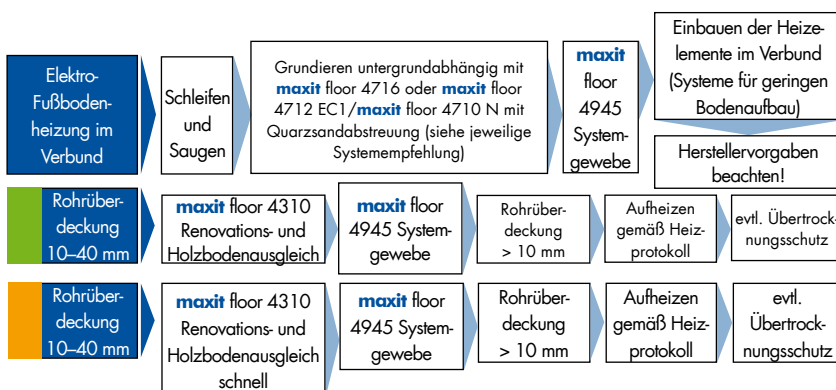 Elektro-
Fußboden-
heizung im
Verbund
Schleifen
und
Saugen
Grundieren untergrundabhängig mit
maxit floor 4716 oder maxit floor
4712 EC1/maxit floor 4710 N mit
Quarzsandabstreuung (siehe jeweilige
Systemempfehlung)
maxit
floor
4945
System-
gewebe
Einbauen der Heize-
lemente im Verbund
(Systeme für geringen
Bodenaufbau)
Herstellervorgaben
beachten!
Rohrüber-
deckung
10–40 mm
maxit floor 4310
Renovations- und
Holzbodenausgleich
maxit floor
4945 System-
gewebe
Rohrüber-
deckung
> 10 mm
Aufheizen
gemäß Heiz-
protokoll
evtl. Übertrock-
nungsschutz
Rohrüber-
deckung
10–40 mm
maxit floor 4310
Renovations- und
Holzbodenausgleich
schnell
maxit floor
4945 System-
gewebe
Rohrüber-
deckung
> 10 mm
Aufheizen
gemäß Heiz-
protokoll
evtl.
Übertrock-
nungsschutz